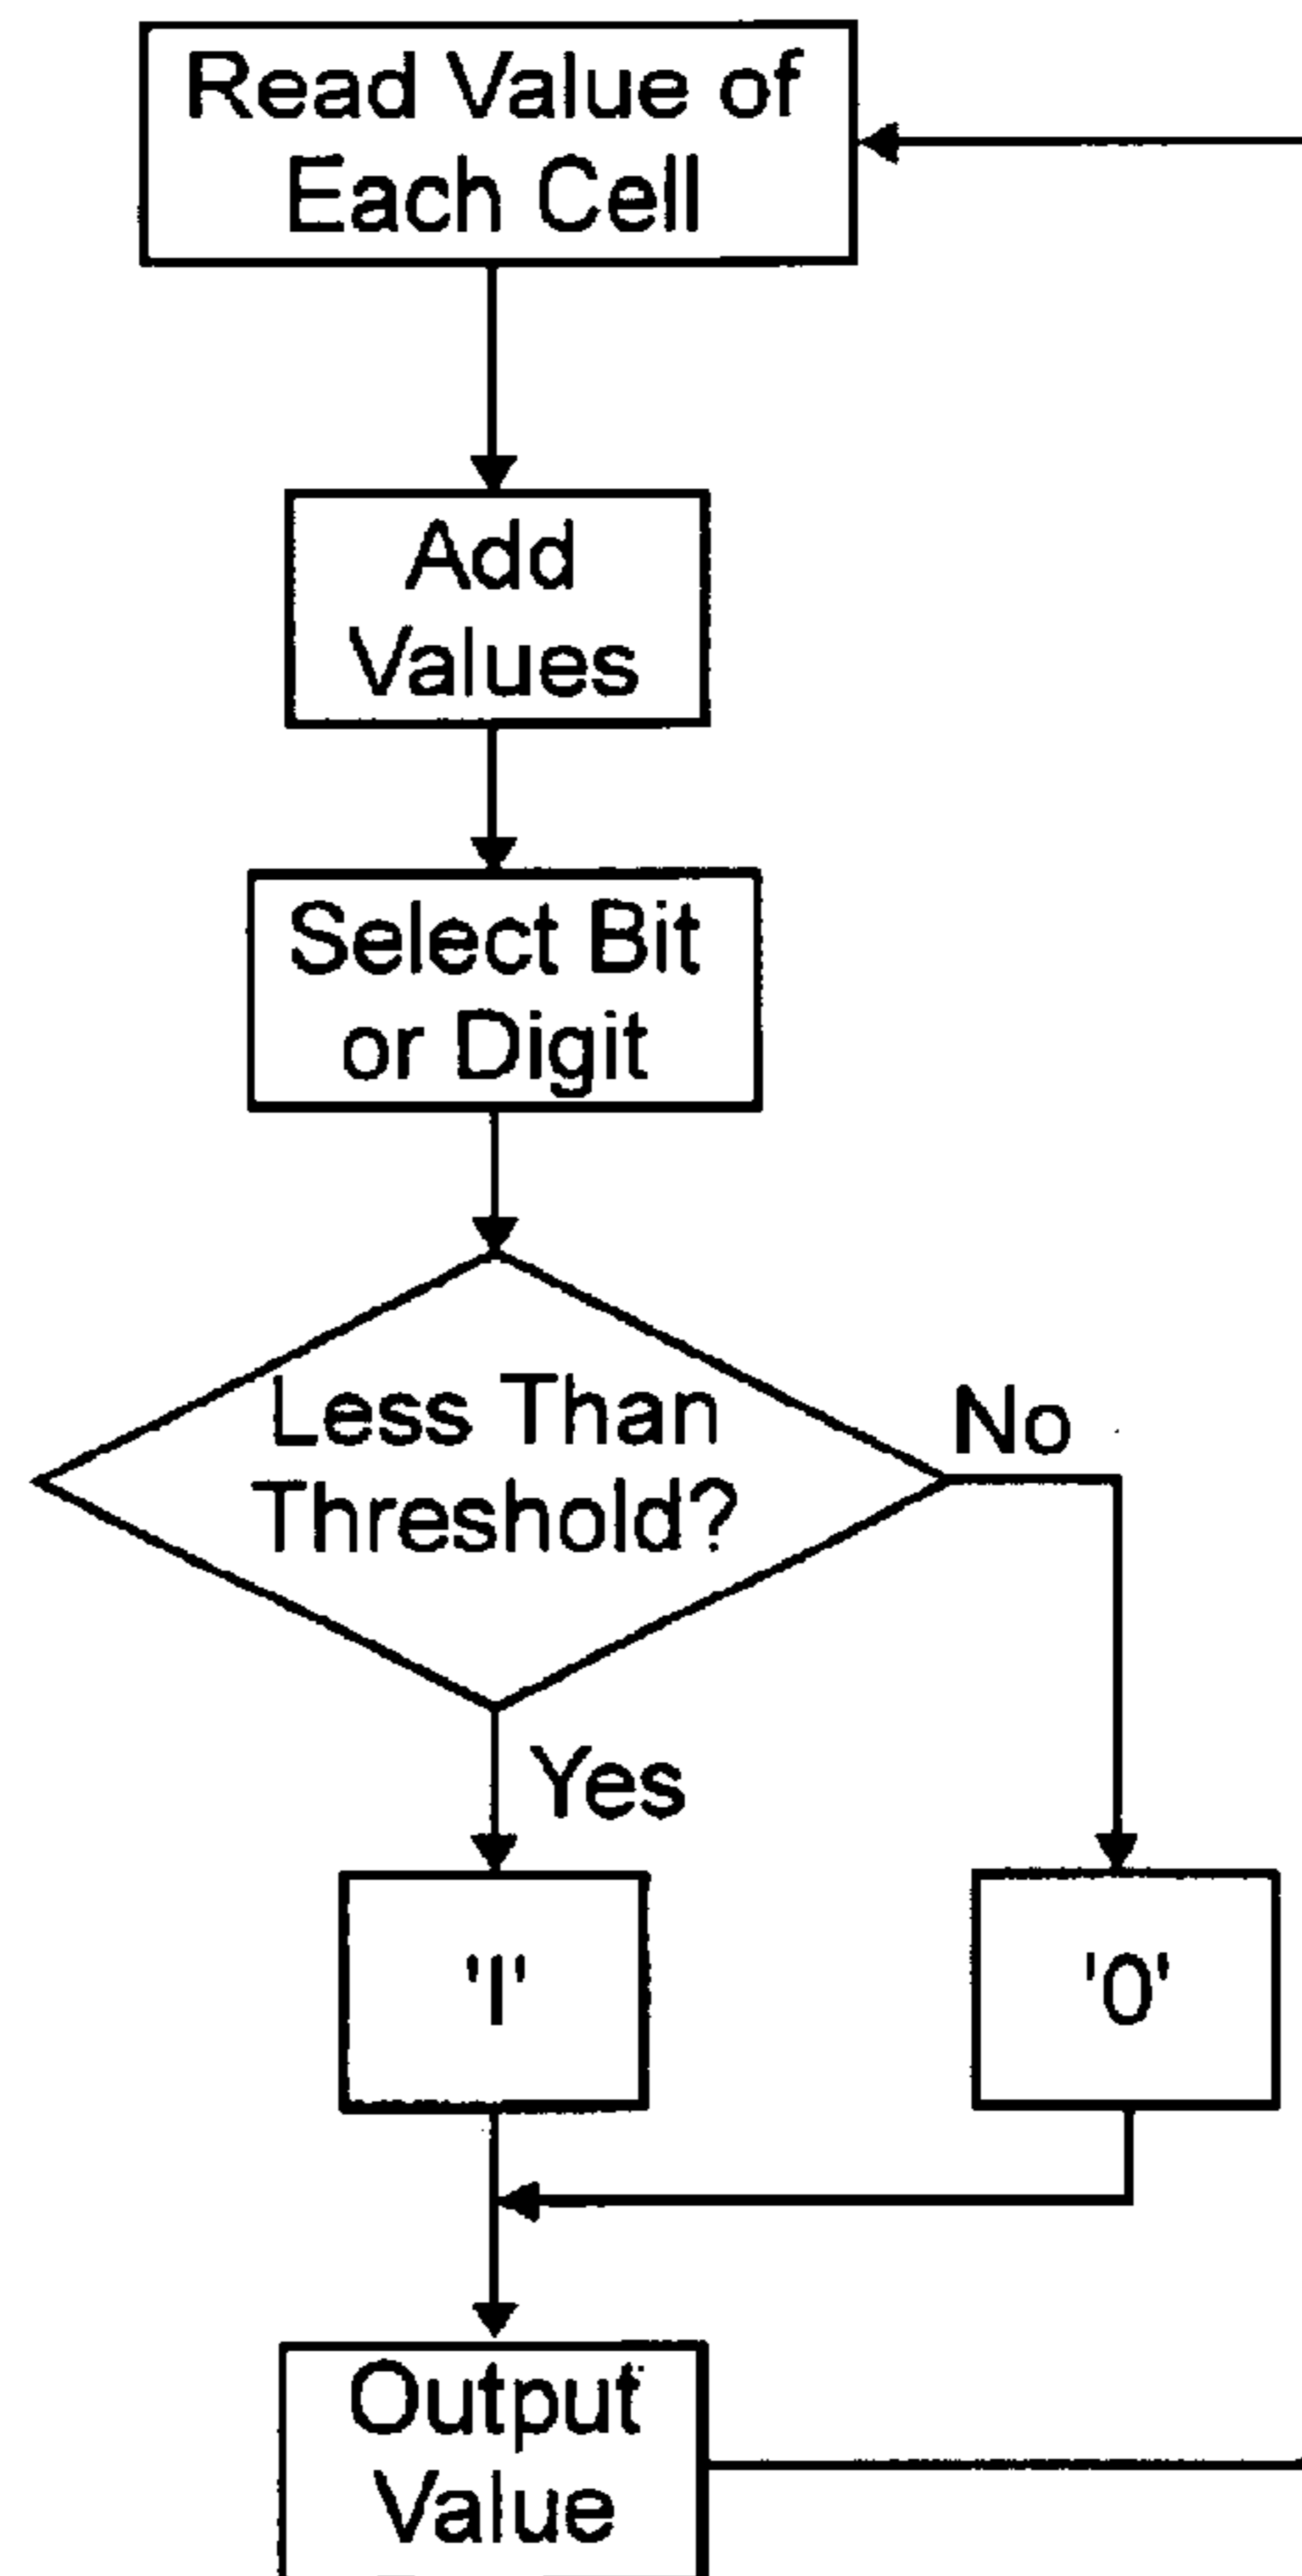 Read Value of
Each Cell
Add
Values
Select Bit
or Digit
Less Than
Threshold?
No
Yes
'I'
'0'
Output
Value